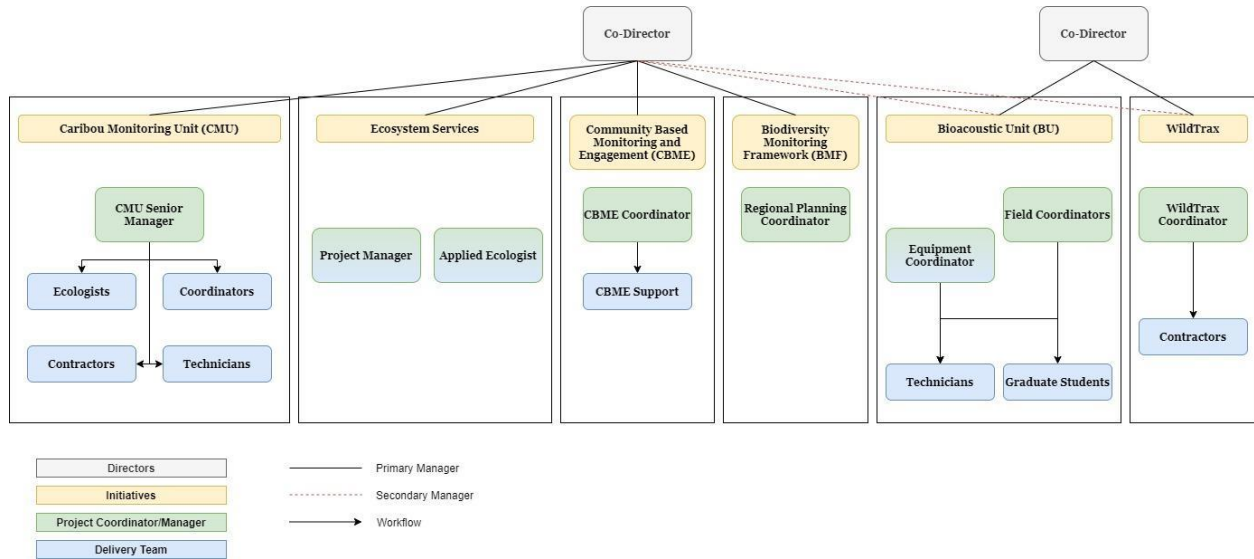 Co-Director
Co-Director
Caribou Monitoring Unit (CMU)
Ecosystem Services
Community Based
Monitoring and
Engagement (CBME)
Biodiversity
Monitoring
Framework (BMF)
Bioacoustic Unit (BU)
WildTrax
CMU Senior
Manager
Ecologists
Coordinators
Contractors
Technicians
Project Manager
Applied Ecologist
CBME Coordinator
CBME Support
Regional Planning
Coordinator
Equipment
Coordinator
Field Coordinators
Technicians
Graduate Students
WildTrax
Coordinator
Contractors
Directors
Initiatives
Project Coordinator/Manager
Delivery Team
Primary Manager
Secondary Manager
Workflow